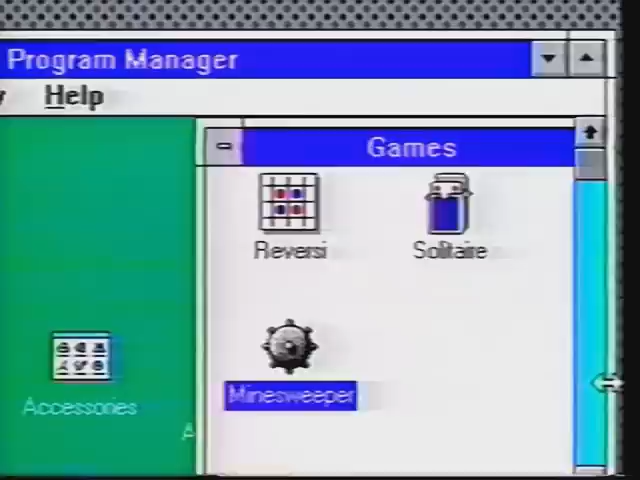 Program Manager
y Help
Games
Reversi Solitaire
Minesweeper
Accessories
A